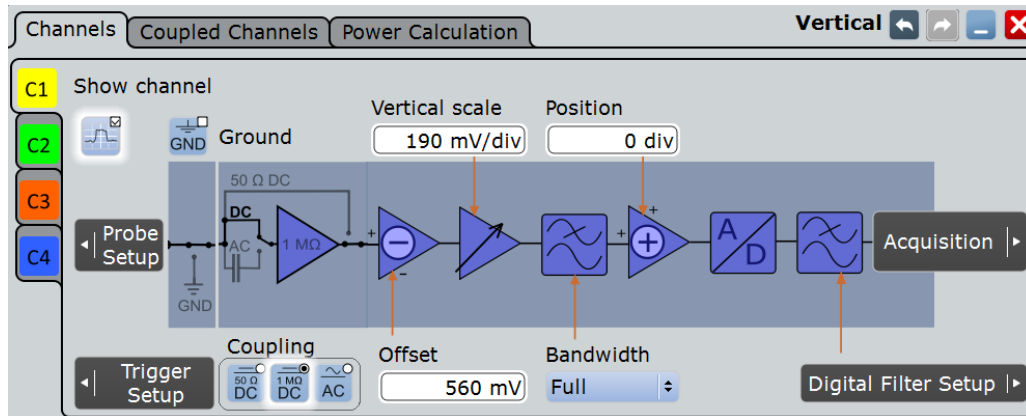 Channels Coupled Channels Power Calculation Vertical
C1
C2
C3
C4
Show channel
GND Ground
Vertical scale
190 mV/div
Position
0 div
50 Ω DC
DC
AC
1 MΩ
GND
+
-
+
+
A
D
Probe
Setup
Acquisition
Trigger
Setup
Coupling
50 Ω
DC
1 MΩ
DC
AC
Offset
560 mV
Bandwidth
Full
Digital Filter Setup